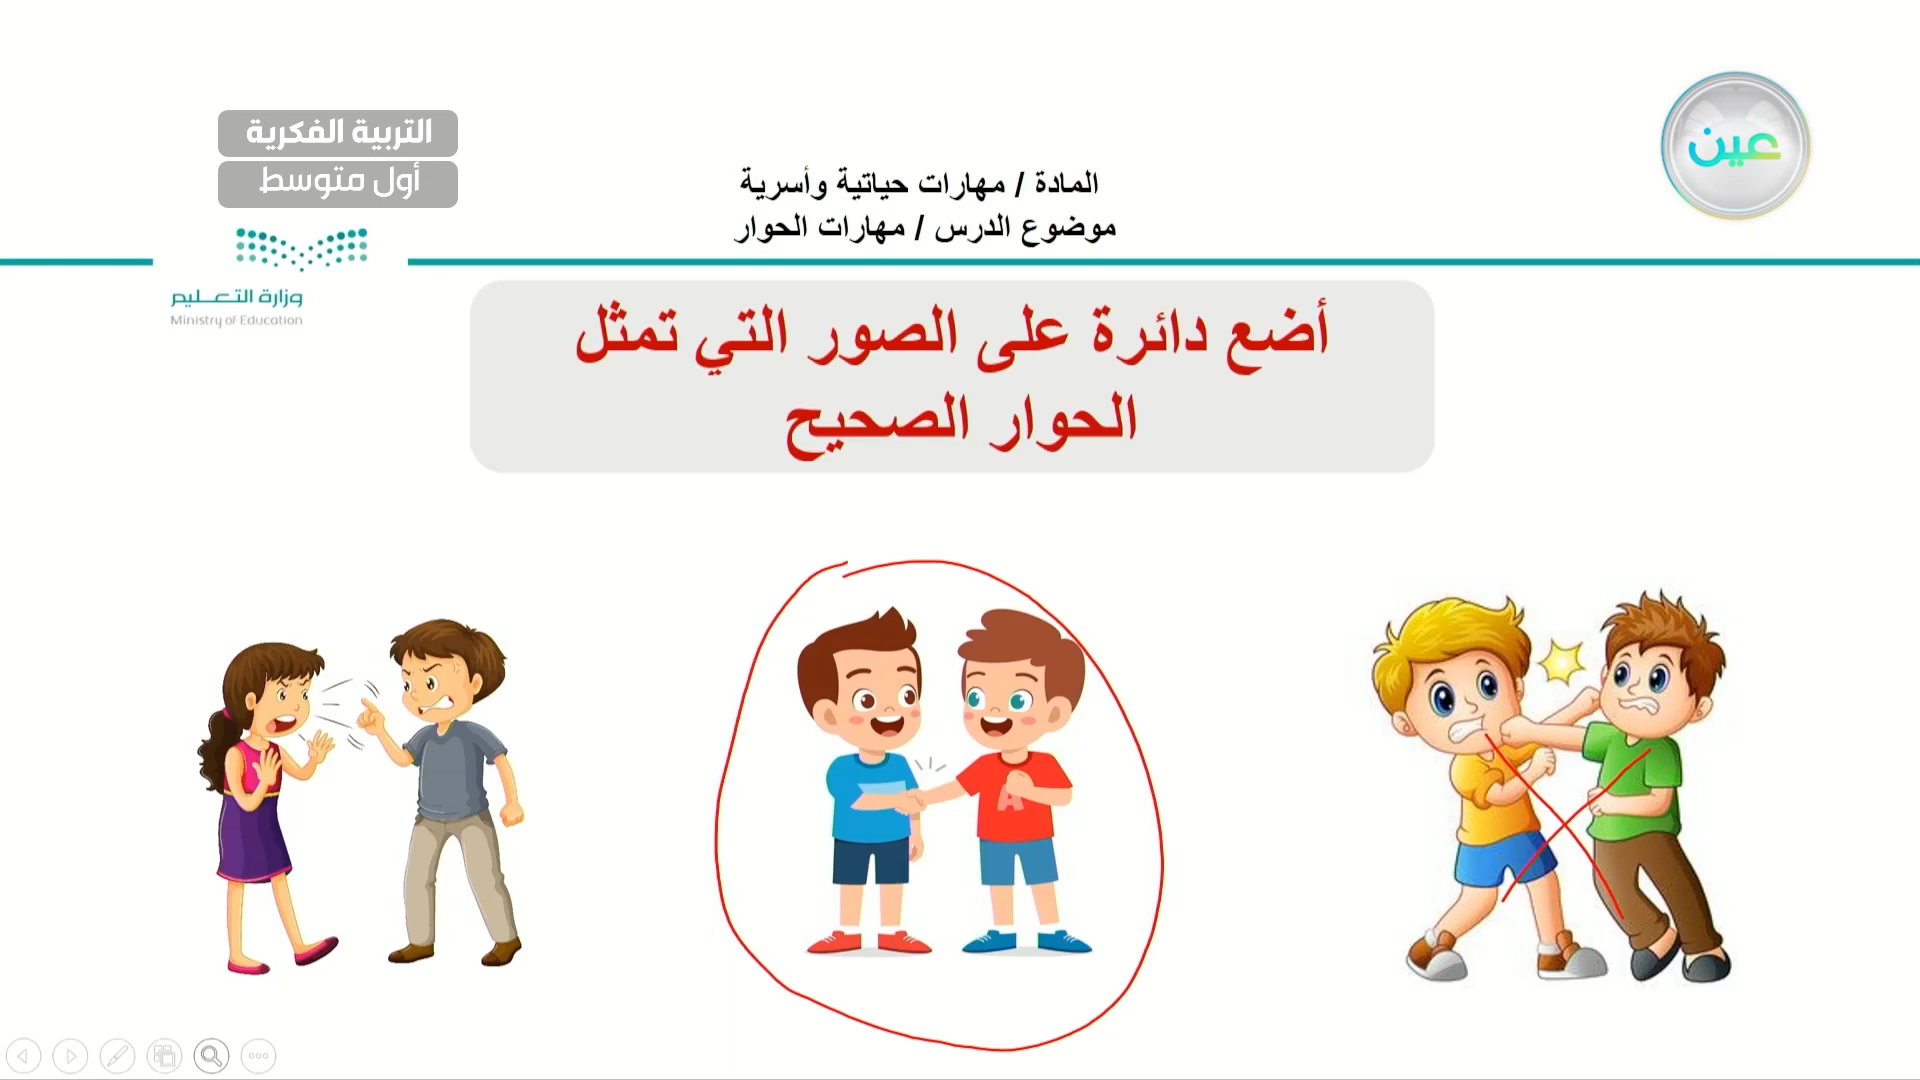 التربية الفكرية
أول متوسط
عين
المادة / مهارات حياتية وأسرية
موضوع الدرس / مهارات الحوار
وزارة التعليم
Ministry of Education
أضع دائرة على الصور التي تمثل
الحوار الصحيح
A